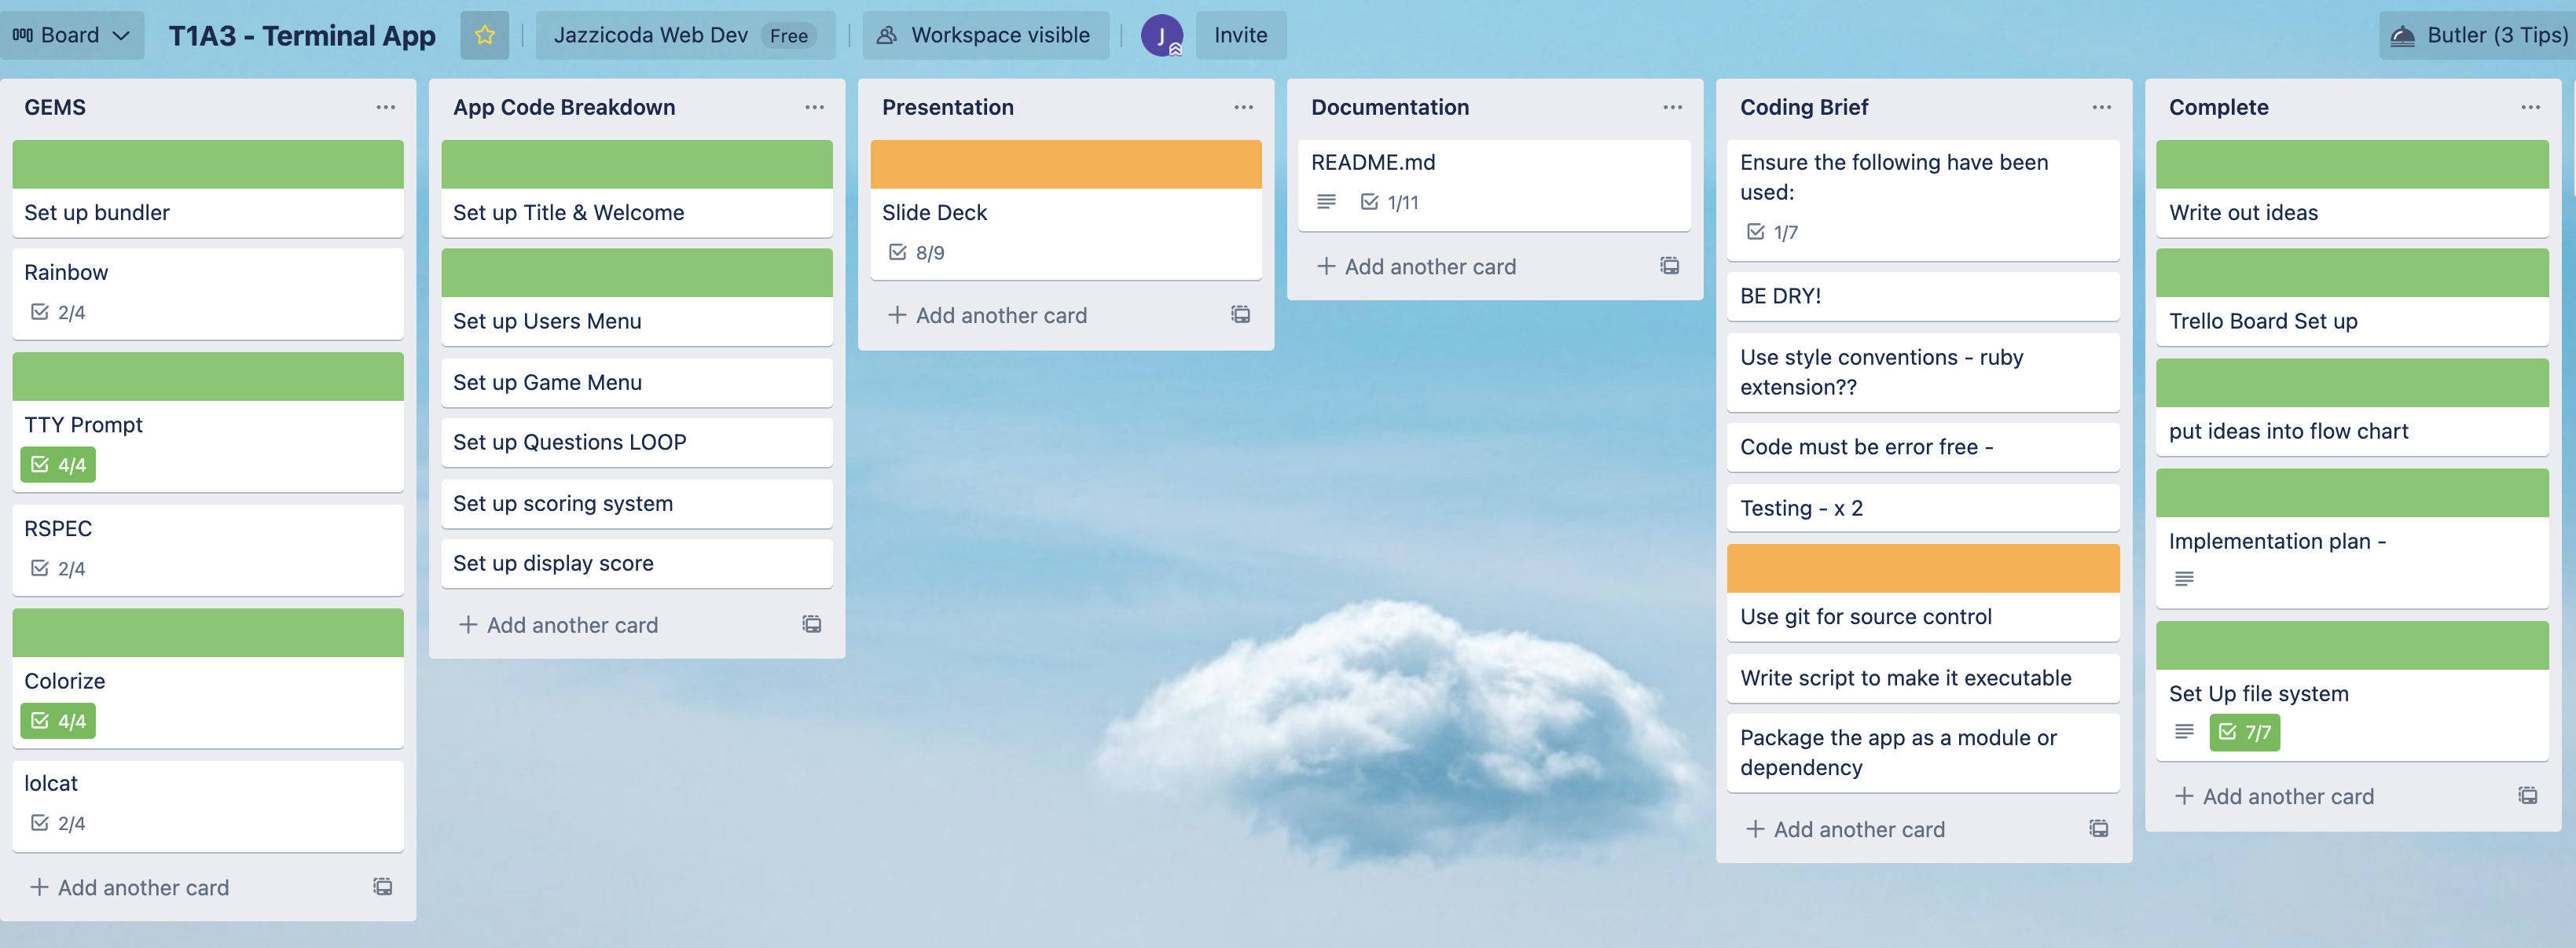 Board
T1A3 - Terminal App
Jazzicoda Web Dev Free
Workspace visible
J
Invite
Butler (3 Tips)
GEMS
Set up bundler
Rainbow
2/4
TTY Prompt
4/4
RSPEC
2/4
Colorize
4/4
lolcat
2/4
+ Add another card
App Code Breakdown
Set up Title & Welcome
Set up Users Menu
Set up Game Menu
Set up Questions LOOP
Set up scoring system
Set up display score
+ Add another card
Presentation
Slide Deck
8/9
+ Add another card
Documentation
README.md
1/11
+ Add another card
Coding Brief
Ensure the following have been
used:
1/7
BE DRY!
Use style conventions - ruby
extension??
Code must be error free -
Testing - x 2
Use git for source control
Write script to make it executable
Package the app as a module or
dependency
+ Add another card
Complete
Write out ideas
Trello Board Set up
put ideas into flow chart
Implementation plan -
Set Up file system
7/7
+ Add another card